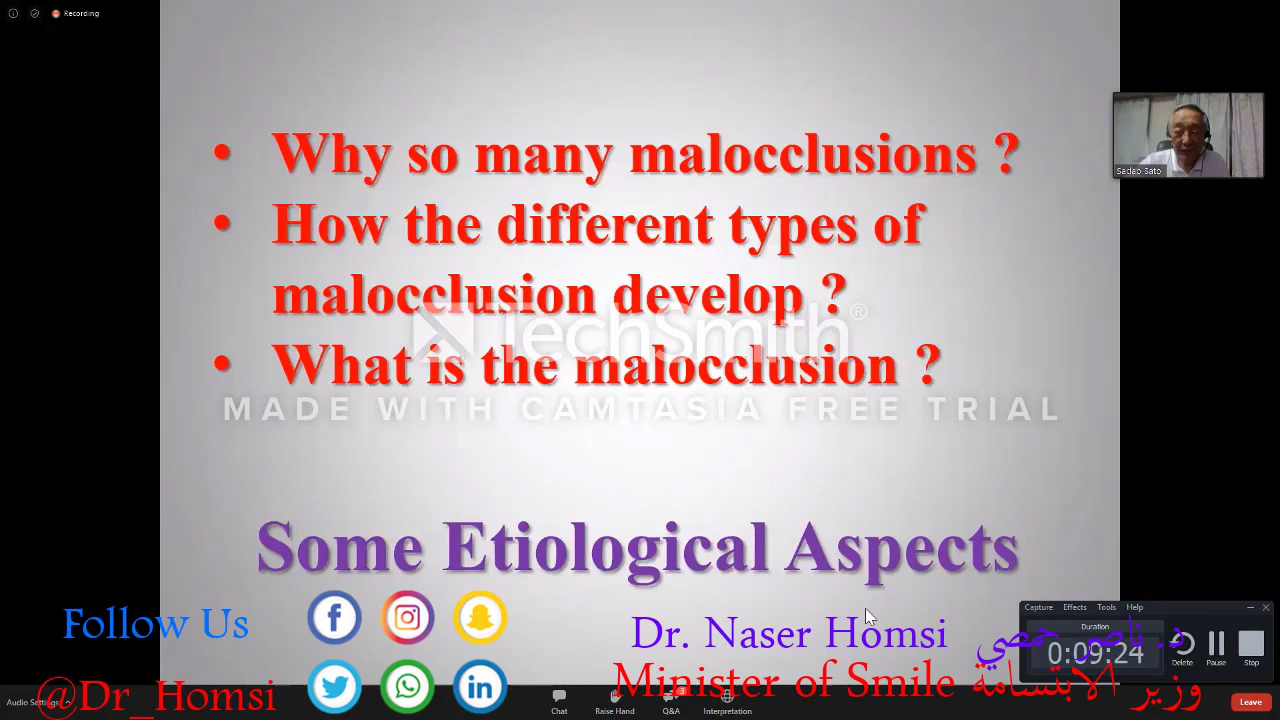 Recording
• Why so many malocclusions ?
• How the different types of
malocclusion develop ?
• What is the malocclusion ?
TechSmith®
MADE WITH CAMTASIA FREE TRIAL
Some Etiological Aspects
Sadao Sato
Follow Us
@Dr_Homsi
Dr. Naser Homsi د. ناصر حمصي
Minister of Smile وزير الابتسامة
Capture Effects Tools Help
Duration
0:09:24
Delete Pause Stop
Audio Settings
Chat Raise Hand Q&A 3 Interpretation
Leave